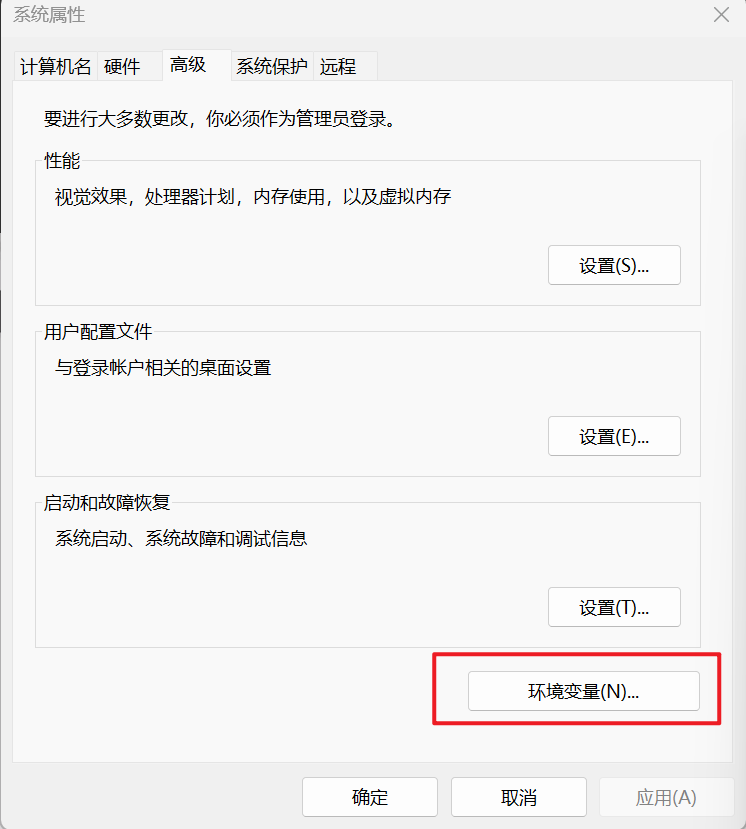 系统属性
计算机名 硬件 高级 系统保护 远程
要进行大多数更改，你必须作为管理员登录。
性能
视觉效果，处理器计划，内存使用，以及虚拟内存
设置(S)...
用户配置文件
与登录帐户相关的桌面设置
设置(E)...
启动和故障恢复
系统启动、系统故障和调试信息
设置(T)...
环境变量(N)...
确定 取消 应用(A)